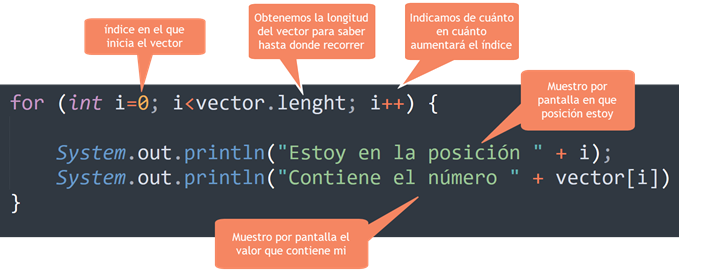 índice en el que
inicia el vector
Obtenemos la longitud
del vector para saber
hasta donde recorrer
Indicamos de cuánto
en cuánto
aumentará el índice
for (int i=0; i<vector.lenght; i++) {
Muestro por
pantalla en que
posición estoy
System.out.println("Estoy en la posición " + i);
System.out.println("Contiene el número " + vector[i])
}
Muestro por pantalla el
valor que contiene mi